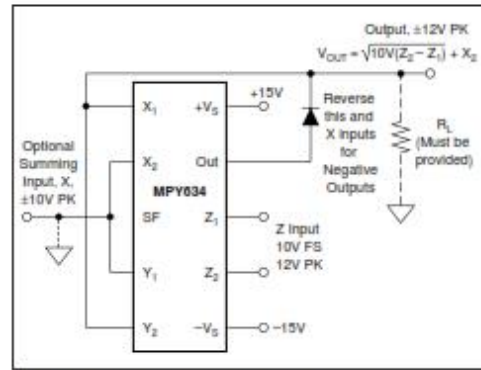 Output, ±12V PK
V_OUT = √10V(Z₂ – Z₁) + X₂
+15V
X₁
+V_S
Reverse
this and
X inputs
for
Negative
Outputs
R_L
(Must be
provided)
Optional
Summing
Input, X,
±10V PK
X₂
Out
MPY634
SF
Z₁
Z Input
10V FS
12V PK
Y₁
Z₂
Y₂
–V_S
–15V